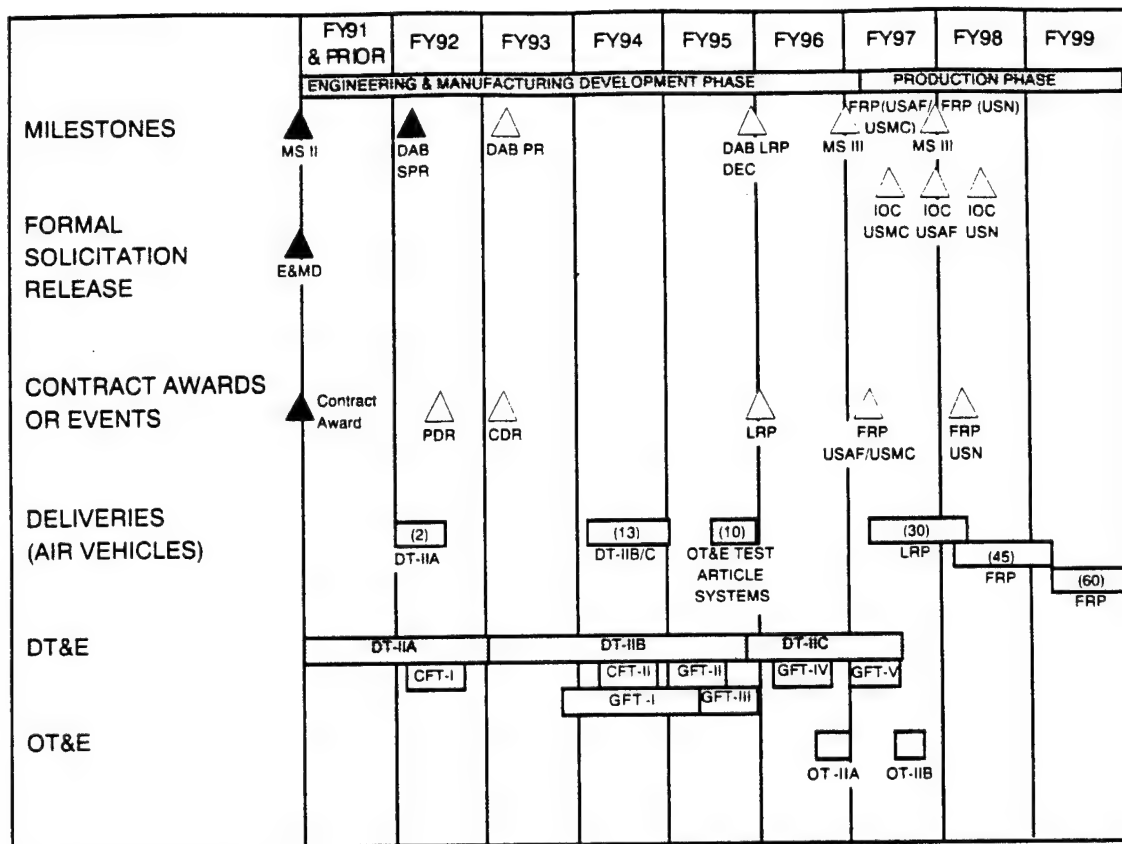 FY91
& PRIOR
FY92
FY93
FY94
FY95
FY96
FY97
FY98
FY99
ENGINEERING & MANUFACTURING DEVELOPMENT PHASE
PRODUCTION PHASE
MILESTONES
MS II
DAB
SPR
DAB PR
DAB LRP
DEC
FRP(USAF/
USMC)
MS III
FRP (USN)
MS III
IOC
USMC
IOC
USAF
IOC
USN
FORMAL
SOLICITATION
RELEASE
E&MD
CONTRACT AWARDS
OR EVENTS
Contract
Award
PDR
CDR
LRP
FRP
USAF/USMC
FRP
USN
DELIVERIES
(AIR VEHICLES)
(2)
DT-IIA
(13)
DT-IIB/C
(10)
OT&E TEST
ARTICLE
SYSTEMS
(30)
LRP
(45)
FRP
(60)
FRP
DT&E
DT-IIA
DT-IIB
DT-IIC
CFT-I
CFT-II
GFT-II
GFT-IV
GFT-V
GFT -I
GFT-III
OT&E
OT -IIA
OT-IIB